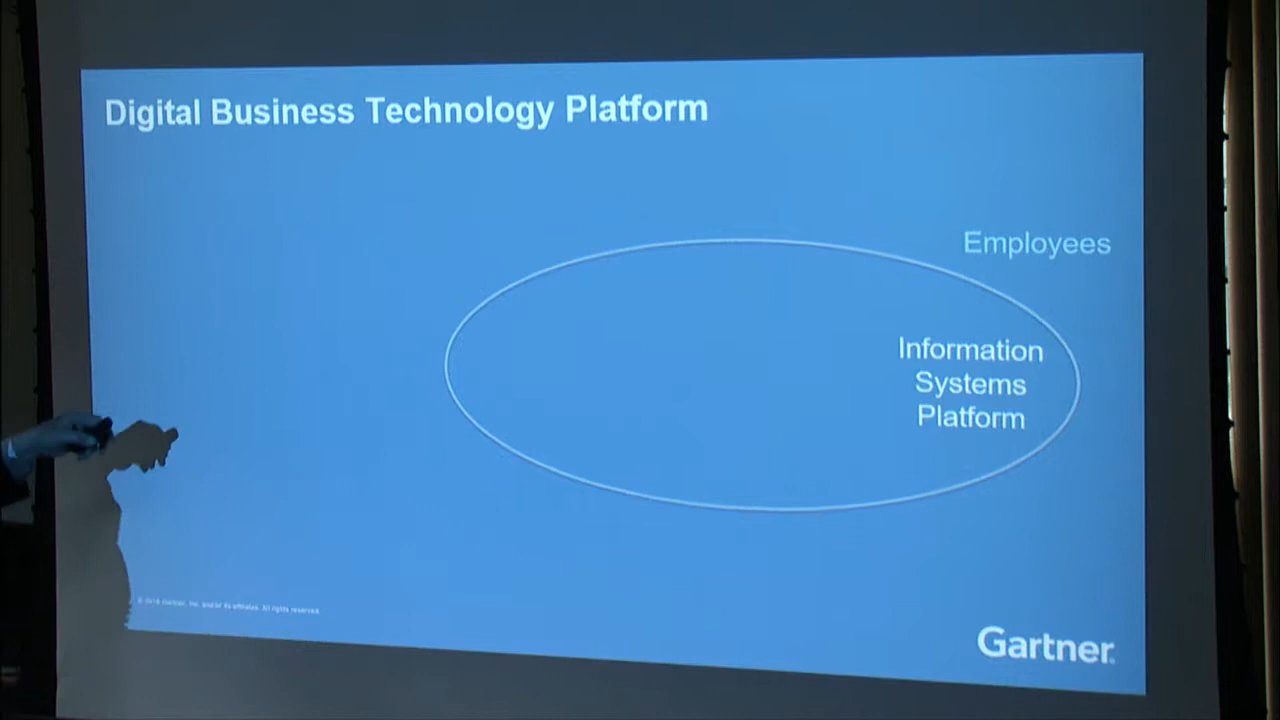 Digital Business Technology Platform
Employees
Information
Systems
Platform
Gartner